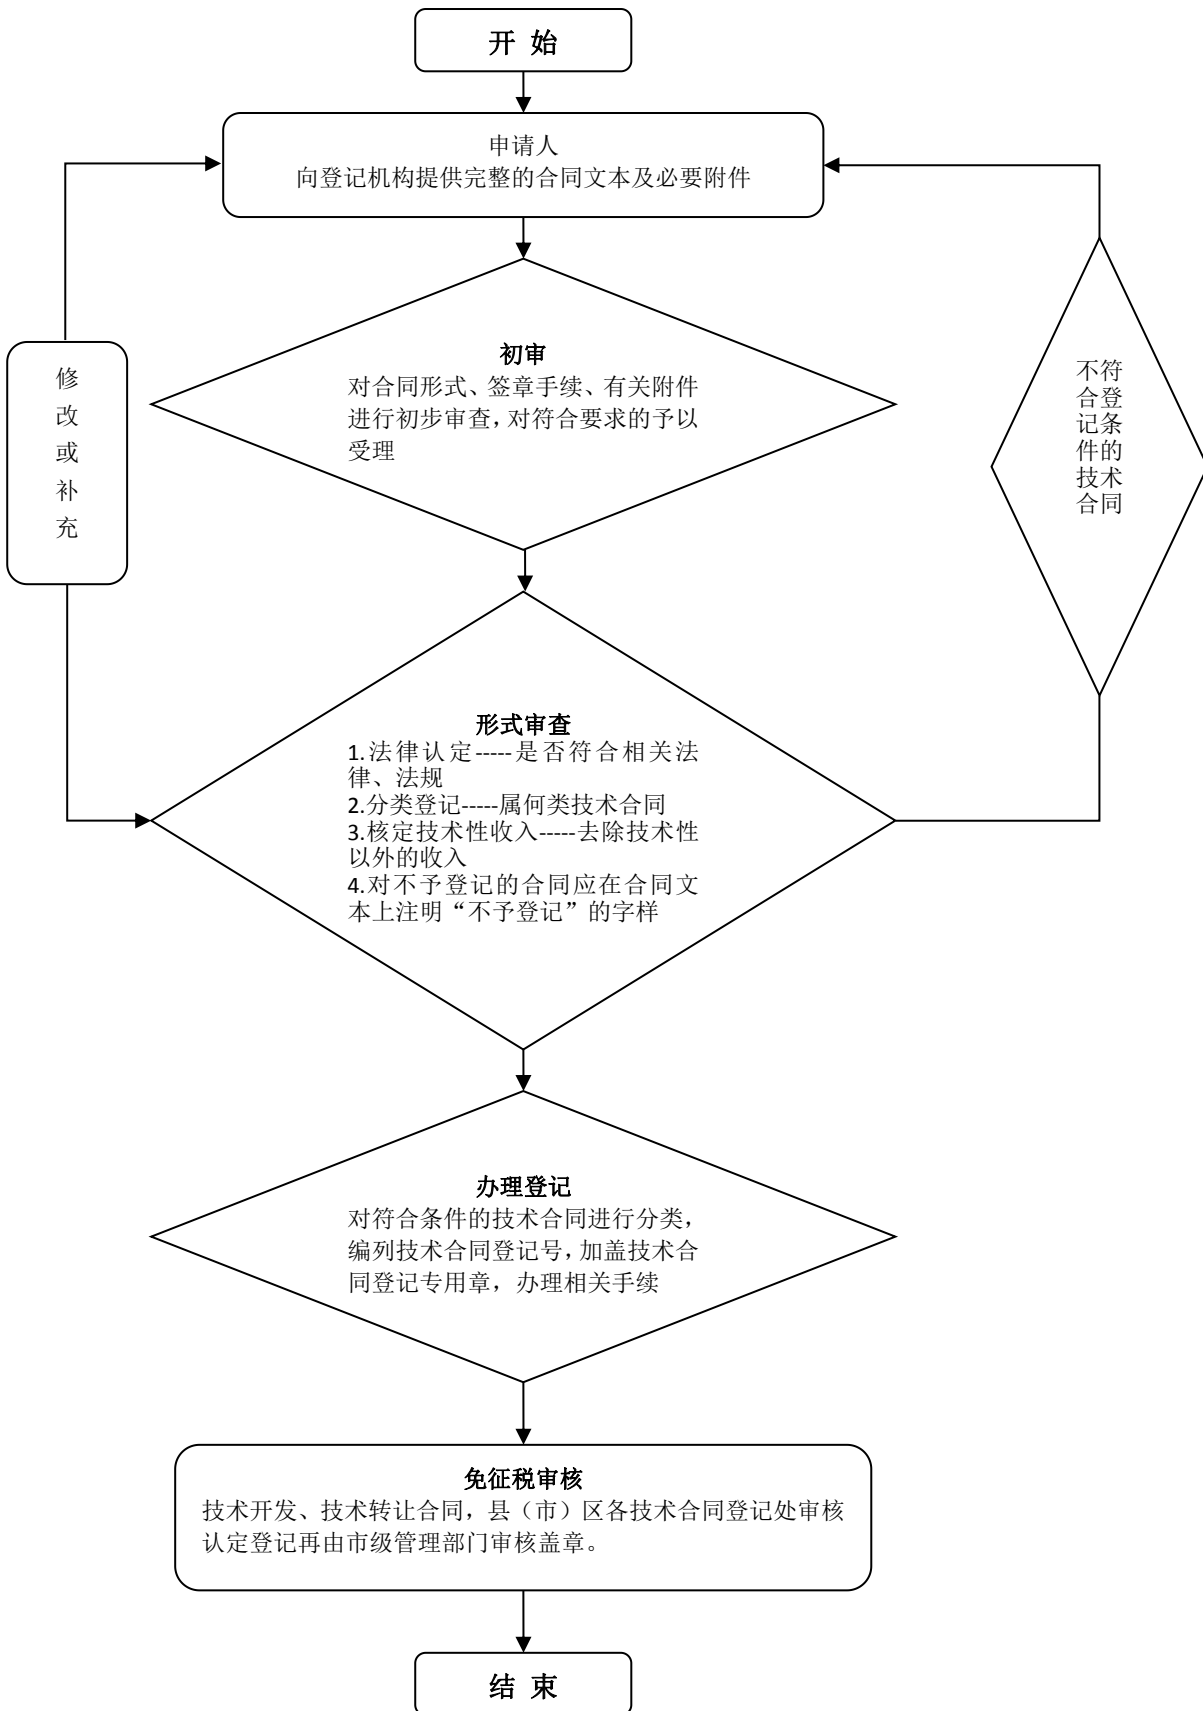 开 始
申请人
向登记机构提供完整的合同文本及必要附件
初审
对合同形式、签章手续、有关附件
进行初步审查，对符合要求的予以
受理
修
改
或
补
充
不符
合登
记条
件的
技术
合同
形式审查
1.法律认定-----是否符合相关法
律、法规
2.分类登记-----属何类技术合同
3.核定技术性收入-----去除技术性
以外的收入
4.对不予登记的合同应在合同文
本上注明“不予登记”的字样
办理登记
对符合条件的技术合同进行分类，
编列技术合同登记号，加盖技术合
同登记专用章，办理相关手续
免征税审核
技术开发、技术转让合同，县（市）区各技术合同登记处审核
认定登记再由市级管理部门审核盖章。
结 束